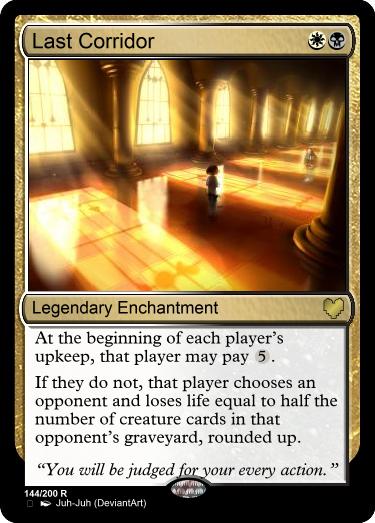 Last Corridor
Legendary Enchantment
At the beginning of each player's
upkeep, that player may pay 5.
If they do not, that player chooses an
opponent and loses life equal to half the
number of creature cards in that
opponent's graveyard, rounded up.
“You will be judged for your every action.”
144/200 R
Juh-Juh (DeviantArt)